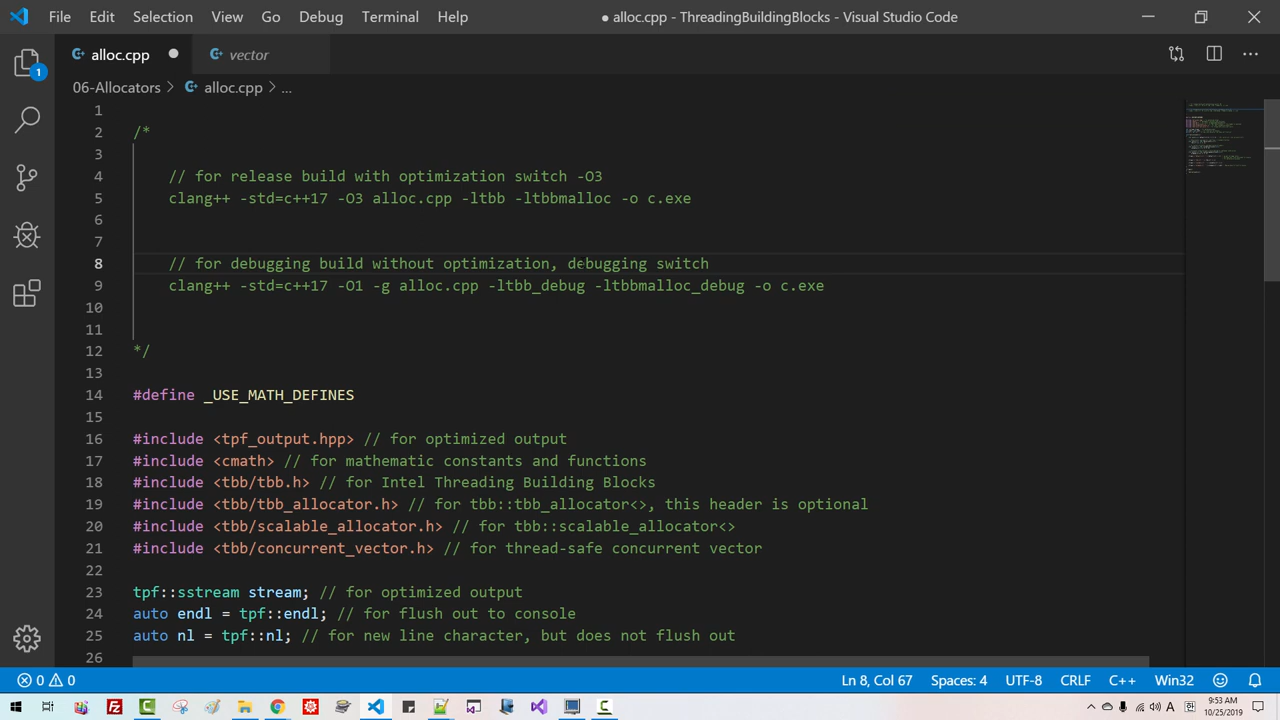 File Edit Selection View Go Debug Terminal Help ● alloc.cpp - ThreadingBuildingBlocks - Visual Studio Code
alloc.cpp ● vector
06-Allocators > alloc.cpp > ...
1
1
2 /*
3
4 // for release build with optimization switch -O3
5 clang++ -std=c++17 -O3 alloc.cpp -ltbb -ltbbmalloc -o c.exe
6
7
8 // for debugging build without optimization, debugging switch
9 clang++ -std=c++17 -O1 -g alloc.cpp -ltbb_debug -ltbbmalloc_debug -o c.exe
10
11
12 */
13
14 #define _USE_MATH_DEFINES
15
16 #include <tpf_output.hpp> // for optimized output
17 #include <cmath> // for mathematic constants and functions
18 #include <tbb/tbb.h> // for Intel Threading Building Blocks
19 #include <tbb/tbb_allocator.h> // for tbb::tbb_allocator<>, this header is optional
20 #include <tbb/scalable_allocator.h> // for tbb::scalable_allocator<>
21 #include <tbb/concurrent_vector.h> // for thread-safe concurrent vector
22
23 tpf::sstream stream; // for optimized output
24 auto endl = tpf::endl; // for flush out to console
25 auto nl = tpf::nl; // for new line character, but does not flush out
26
0 0 Ln 8, Col 67 Spaces: 4 UTF-8 CRLF C++ Win32
A 9:53 AM
10/25/2019